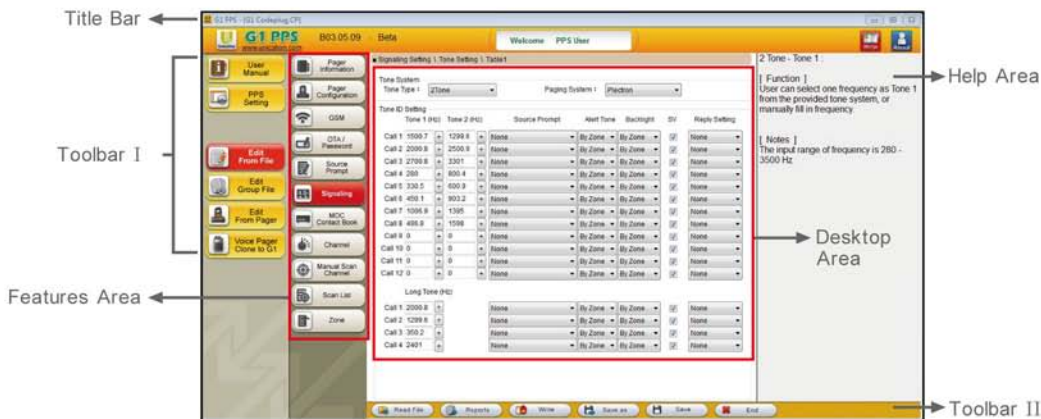 Title Bar
G1 PPS - [G1 Codeplug.CPI]
G1 PPS
www.unication.com
B03.05.09 - Beta
Welcome PPS User
User Manual
PPS Setting
Edit From File
Edit Group File
Edit From Pager
Voice Pager Clone to G1
Toolbar I
Features Area
Pager Information
Pager Configuration
GSM
OTA / Password
Source Prompt
Signaling
MOC Contact Book
Channel
Manual Scan Channel
Scan List
Zone
Signaling Setting \ Tone Setting \ Table1
Tone System
Tone Type : 2Tone Paging System : Plectron
Tone ID Setting
Tone 1 (Hz) Tone 2 (Hz) Source Prompt Alert Tone Backlight SV Reply Setting
Call 1 1500.7 1299.6 None By Zone By Zone None
Call 2 2000.8 2500.9 None By Zone By Zone None
Call 3 2700.8 3301 None By Zone By Zone None
Call 4 280 800.4 None By Zone By Zone None
Call 5 330.5 600.9 None By Zone By Zone None
Call 6 450.1 903.2 None By Zone By Zone None
Call 7 1006.9 1395 None By Zone By Zone None
Call 8 486.8 1598 None By Zone By Zone None
Call 9 0 0 None By Zone By Zone None
Call 10 0 0 None By Zone By Zone None
Call 11 0 0 None By Zone By Zone None
Call 12 0 0 None By Zone By Zone None
Long Tone (Hz)
Call 1 2000.8 None By Zone By Zone None
Call 2 1299.6 None By Zone By Zone None
Call 3 350.2 None By Zone By Zone None
Call 4 2401 None By Zone By Zone None
2 Tone - Tone 1 :
[ Function ]
User can select one frequency as Tone 1
from the provided tone system, or
manually fill in frequency.
[ Notes ]
The input range of frequency is 280 -
3500 Hz
Help Area
Desktop
Area
Read File Reports Write Save as Save End
Toolbar II